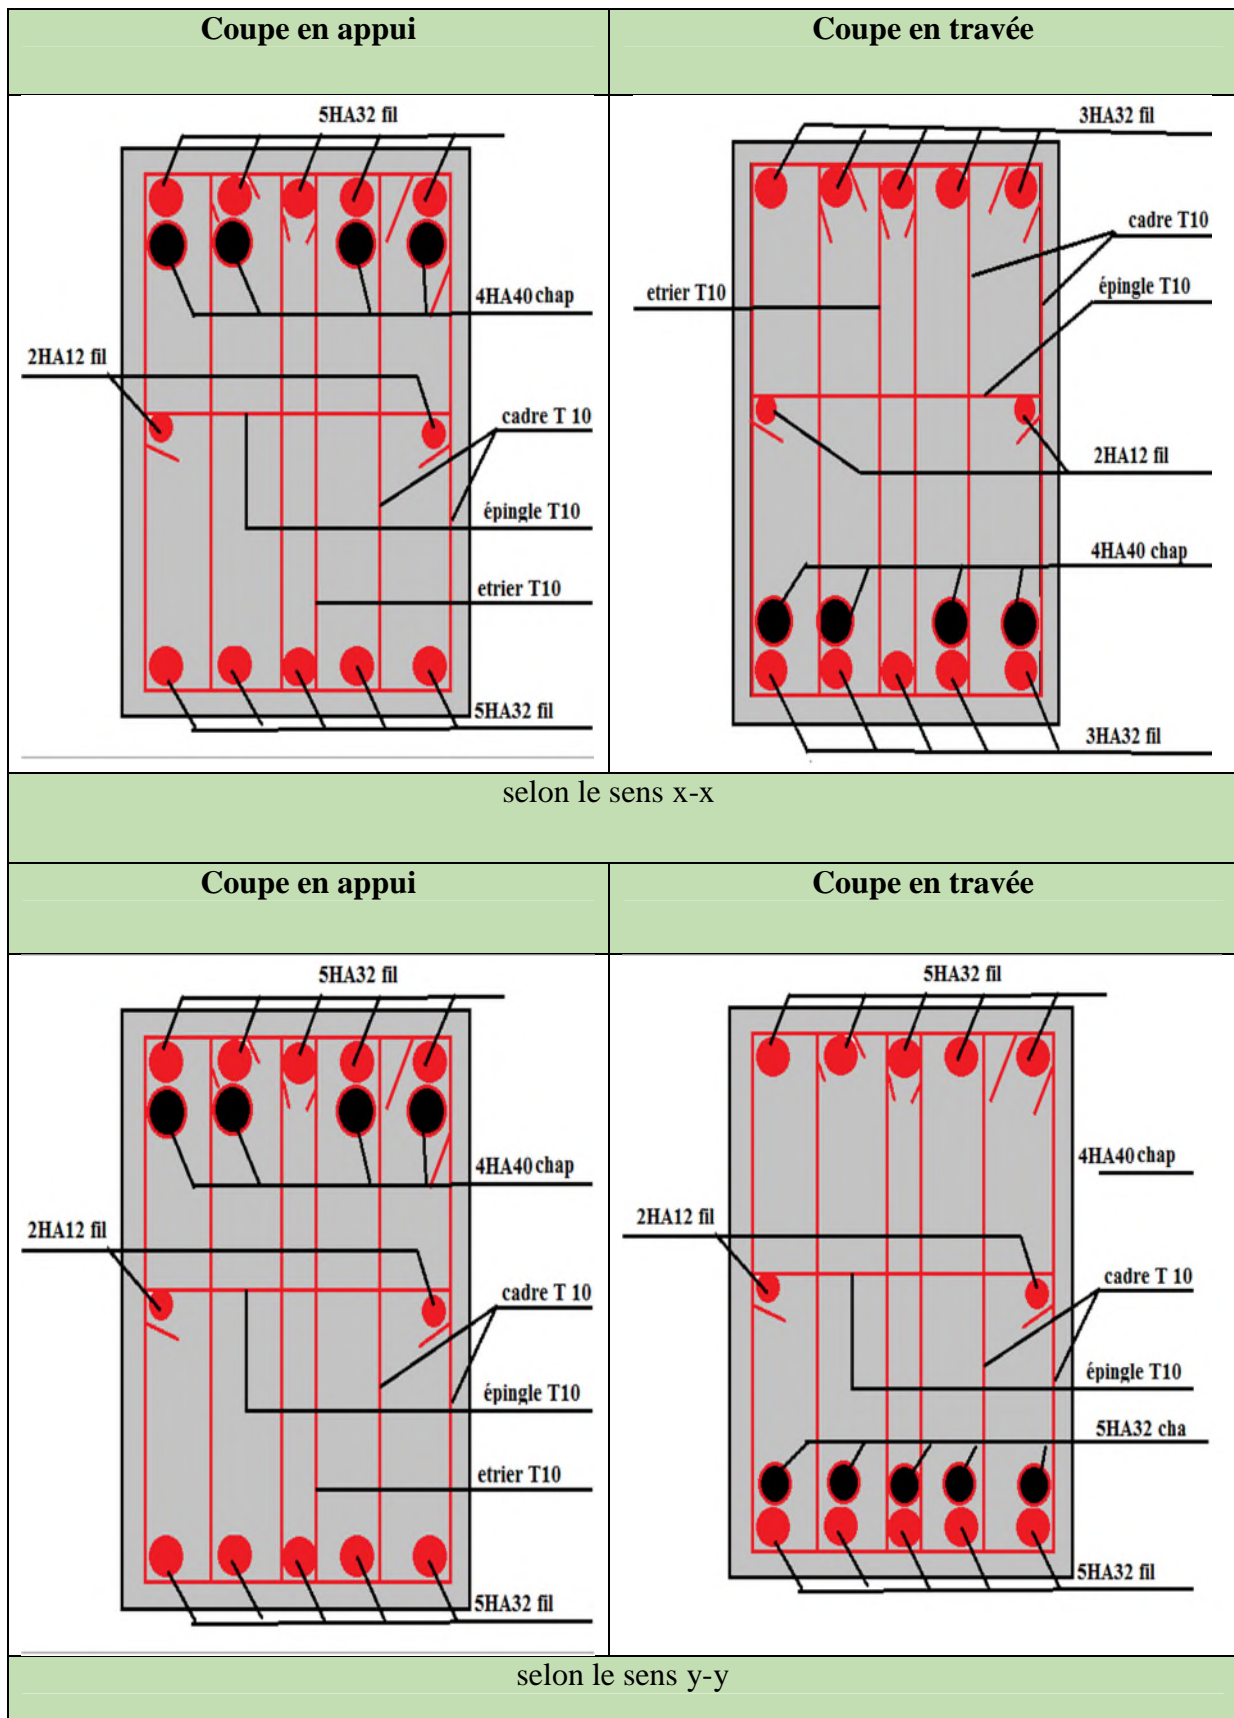 Coupe en appui
Coupe en travée
5HA32 fil
4HA40 chap
2HA12 fil
cadre T 10
épingle T10
etrier T10
5HA32 fil
3HA32 fil
cadre T10
épingle T10
etrier T10
2HA12 fil
4HA40 chap
3HA32 fil
selon le sens x-x
Coupe en appui
Coupe en travée
5HA32 fil
4HA40 chap
2HA12 fil
cadre T 10
épingle T10
etrier T10
5HA32 fil
5HA32 fil
4HA40 chap
2HA12 fil
cadre T 10
épingle T10
5HA32 cha
5HA32 fil
selon le sens y-y